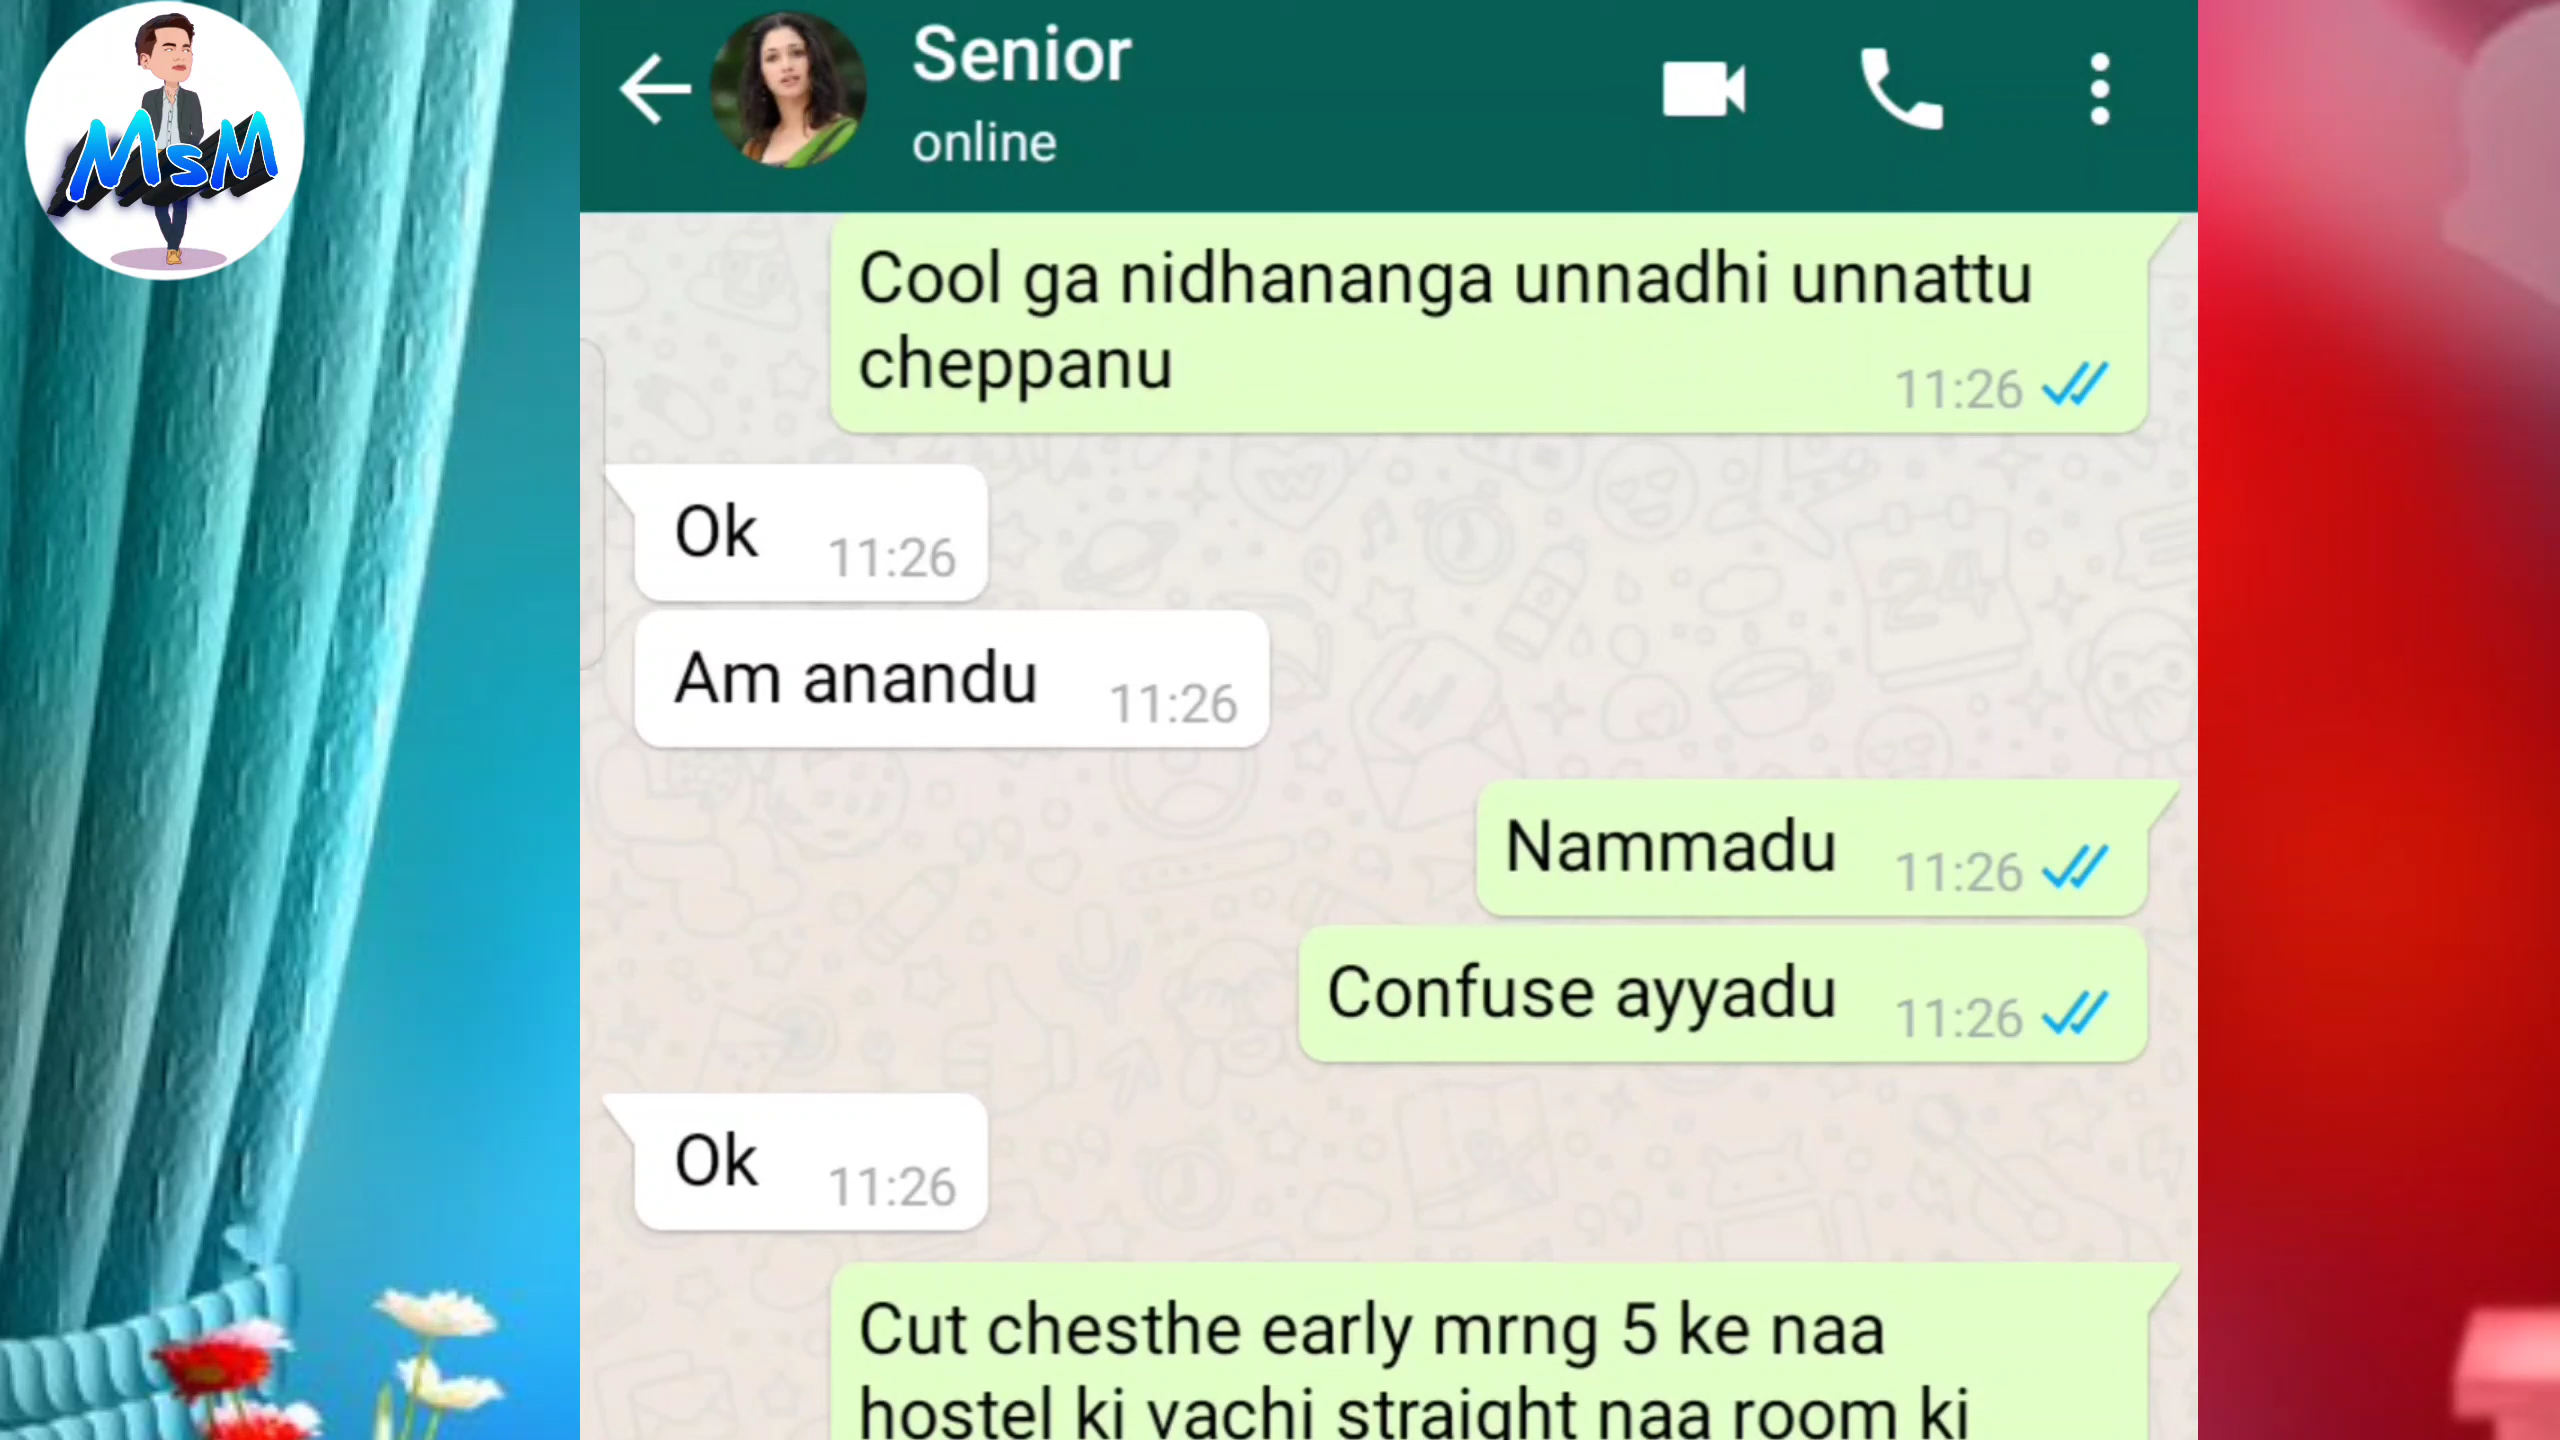 MsM
Senior
online
Cool ga nidhananga unnadhi unnattu
cheppanu
11:26
Ok 11:26
Am anandu 11:26
Nammadu 11:26
Confuse ayyadu 11:26
Ok 11:26
Cut chesthe early mrng 5 ke naa
hostel ki vachi straight naa room ki